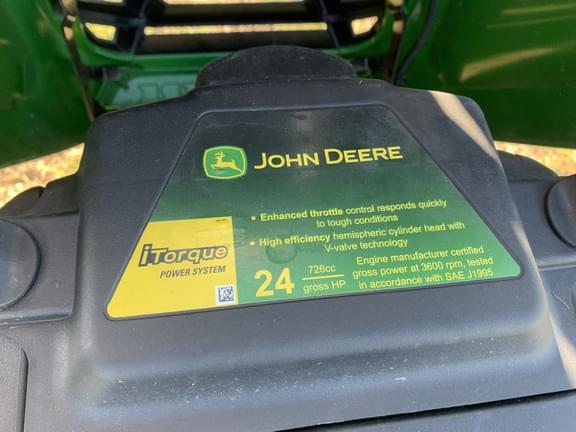 JOHN DEERE
• Enhanced throttle control responds quickly
to tough conditions
• High efficiency hemispheric cylinder head with
V-valve technology
iTorque
POWER SYSTEM
24
726cc
gross HP
Engine manufacturer certified
gross power at 3600 rpm, tested
in accordance with SAE J1995